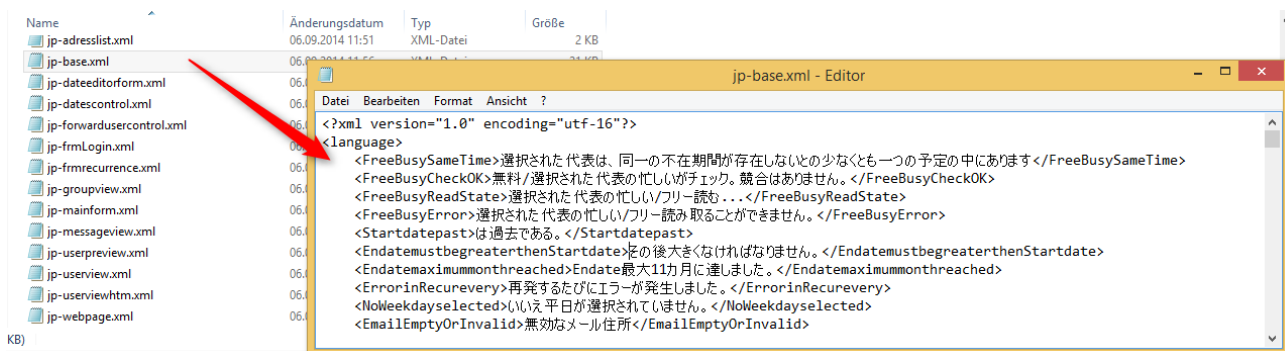 Name Änderungsdatum Typ Größe
jp-adresslist.xml 06.09.2014 11:51 XML-Datei 2 KB
jp-base.xml
jp-dateeditorform.xml
jp-datescontrol.xml
jp-forwardusercontrol.xml
jp-frmLogin.xml
jp-frmrecurrence.xml
jp-groupview.xml
jp-mainform.xml
jp-messageview.xml
jp-userpreview.xml
jp-userview.xml
jp-userviewhtm.xml
jp-webpage.xml
KB)
jp-base.xml - Editor
Datei Bearbeiten Format Ansicht ?
<?xml version="1.0" encoding="utf-16"?>
<language>
<FreeBusySameTime>選択された代表は、同一の不在期間が存在しないとの少なくとも一つの予定の中にあります</FreeBusySameTime>
<FreeBusyCheckOK>無料/選択された代表の忙しいがチェック。競合はありません。</FreeBusyCheckOK>
<FreeBusyReadState>選択された代表の忙しい/フリー読む...</FreeBusyReadState>
<FreeBusyError>選択された代表の忙しい/フリー読み取ることができません。</FreeBusyError>
<Startdatepast>は過去である。</Startdatepast>
<EndatemustbegreaterthenStartdate>その後大きくなければなりません。</EndatemustbegreaterthenStartdate>
<Endatemaximummonthreached>Endate最大11カ月に達しました。</Endatemaximummonthreached>
<ErrorinRecurevery>再発するたびにエラーが発生しました。</ErrorinRecurevery>
<NoWeekdayselected>いいえ平日が選択されていません。</NoWeekdayselected>
<EmailEmptyOrInvalid>無効なメール住所</EmailEmptyOrInvalid>